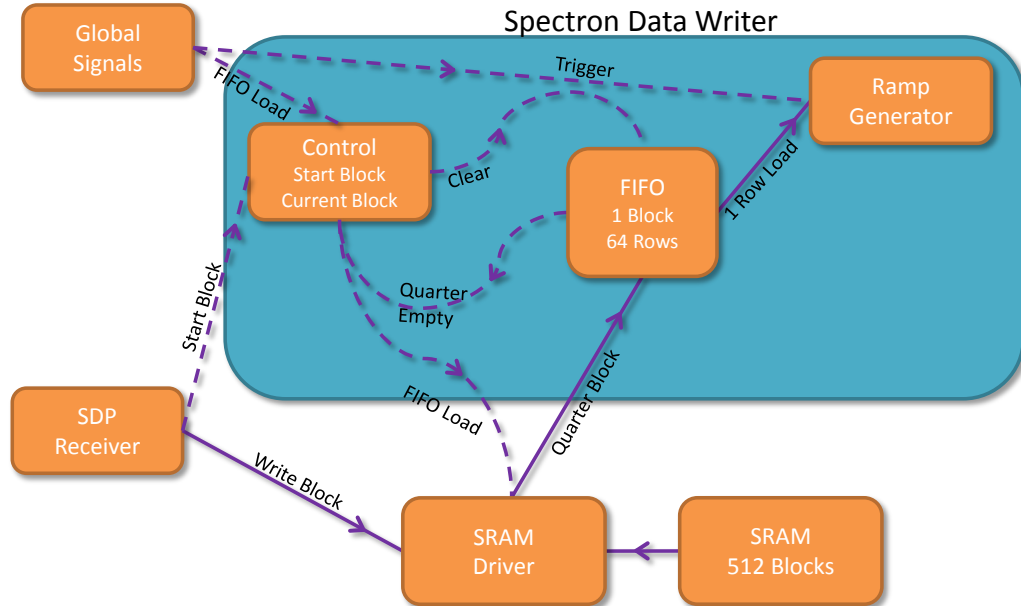 Spectron Data Writer
Global
Signals
FIFO Load
Trigger
Ramp
Generator
Control
Start Block
Current Block
Clear
FIFO
1 Block
64 Rows
1 Row Load
Quarter
Empty
Start Block
FIFO Load
Quarter Block
SDP
Receiver
Write Block
SRAM
Driver
SRAM
512 Blocks